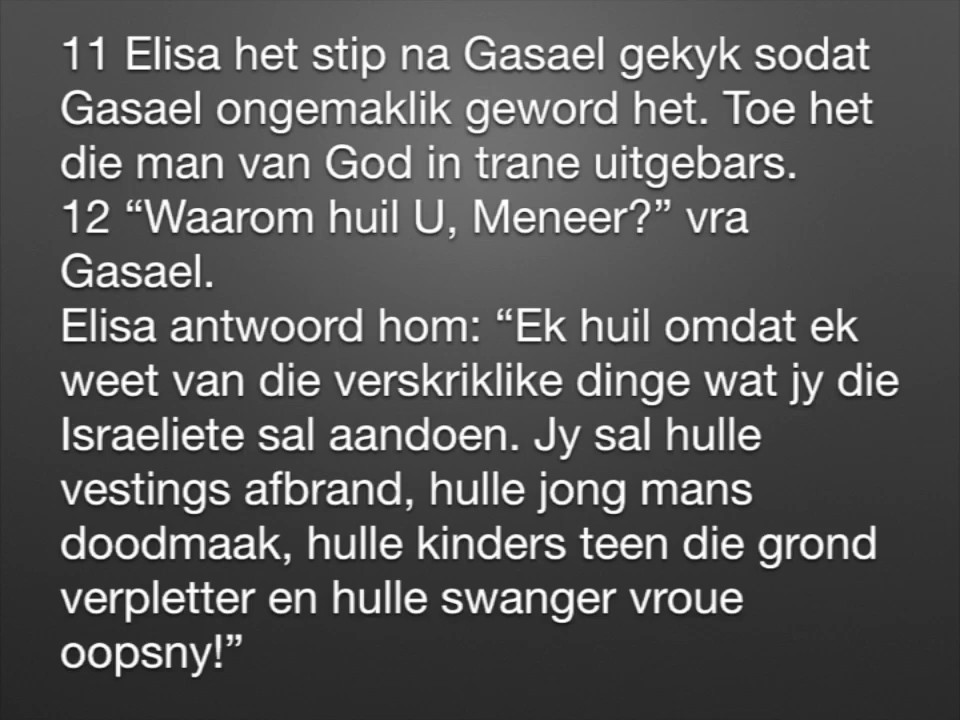 11 Elisa het stip na Gasael gekyk sodat
Gasael ongemaklik geword het. Toe het
die man van God in trane uitgebars.
12 “Waarom huil U, Meneer?” vra
Gasael.
Elisa antwoord hom: “Ek huil omdat ek
weet van die verskriklike dinge wat jy die
Israeliete sal aandoen. Jy sal hulle
vestings afbrand, hulle jong mans
doodmaak, hulle kinders teen die grond
verpletter en hulle swanger vroue
oopsny!”